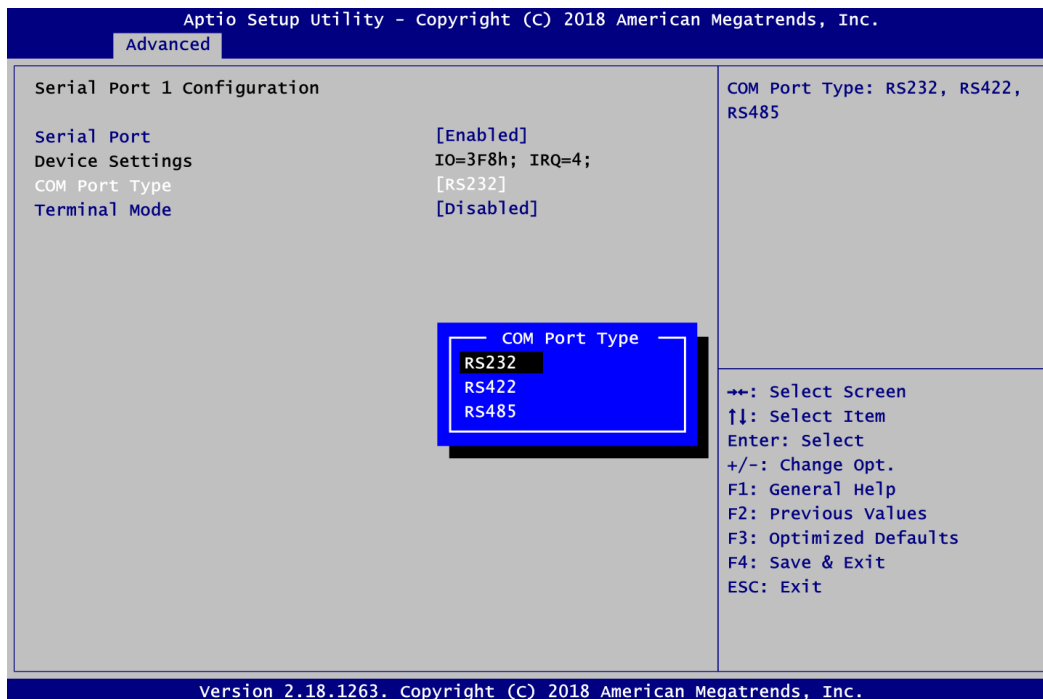 Aptio Setup Utility - Copyright (C) 2018 American Megatrends, Inc.
Advanced
Serial Port 1 Configuration
Serial Port [Enabled]
Device Settings IO=3F8h; IRQ=4;
COM Port Type [RS232]
Terminal Mode [Disabled]
COM Port Type
RS232
RS422
RS485
COM Port Type: RS232, RS422,
RS485
→←: Select Screen
↑↓: Select Item
Enter: Select
+/-: Change Opt.
F1: General Help
F2: Previous Values
F3: Optimized Defaults
F4: Save & Exit
ESC: Exit
Version 2.18.1263. Copyright (C) 2018 American Megatrends, Inc.